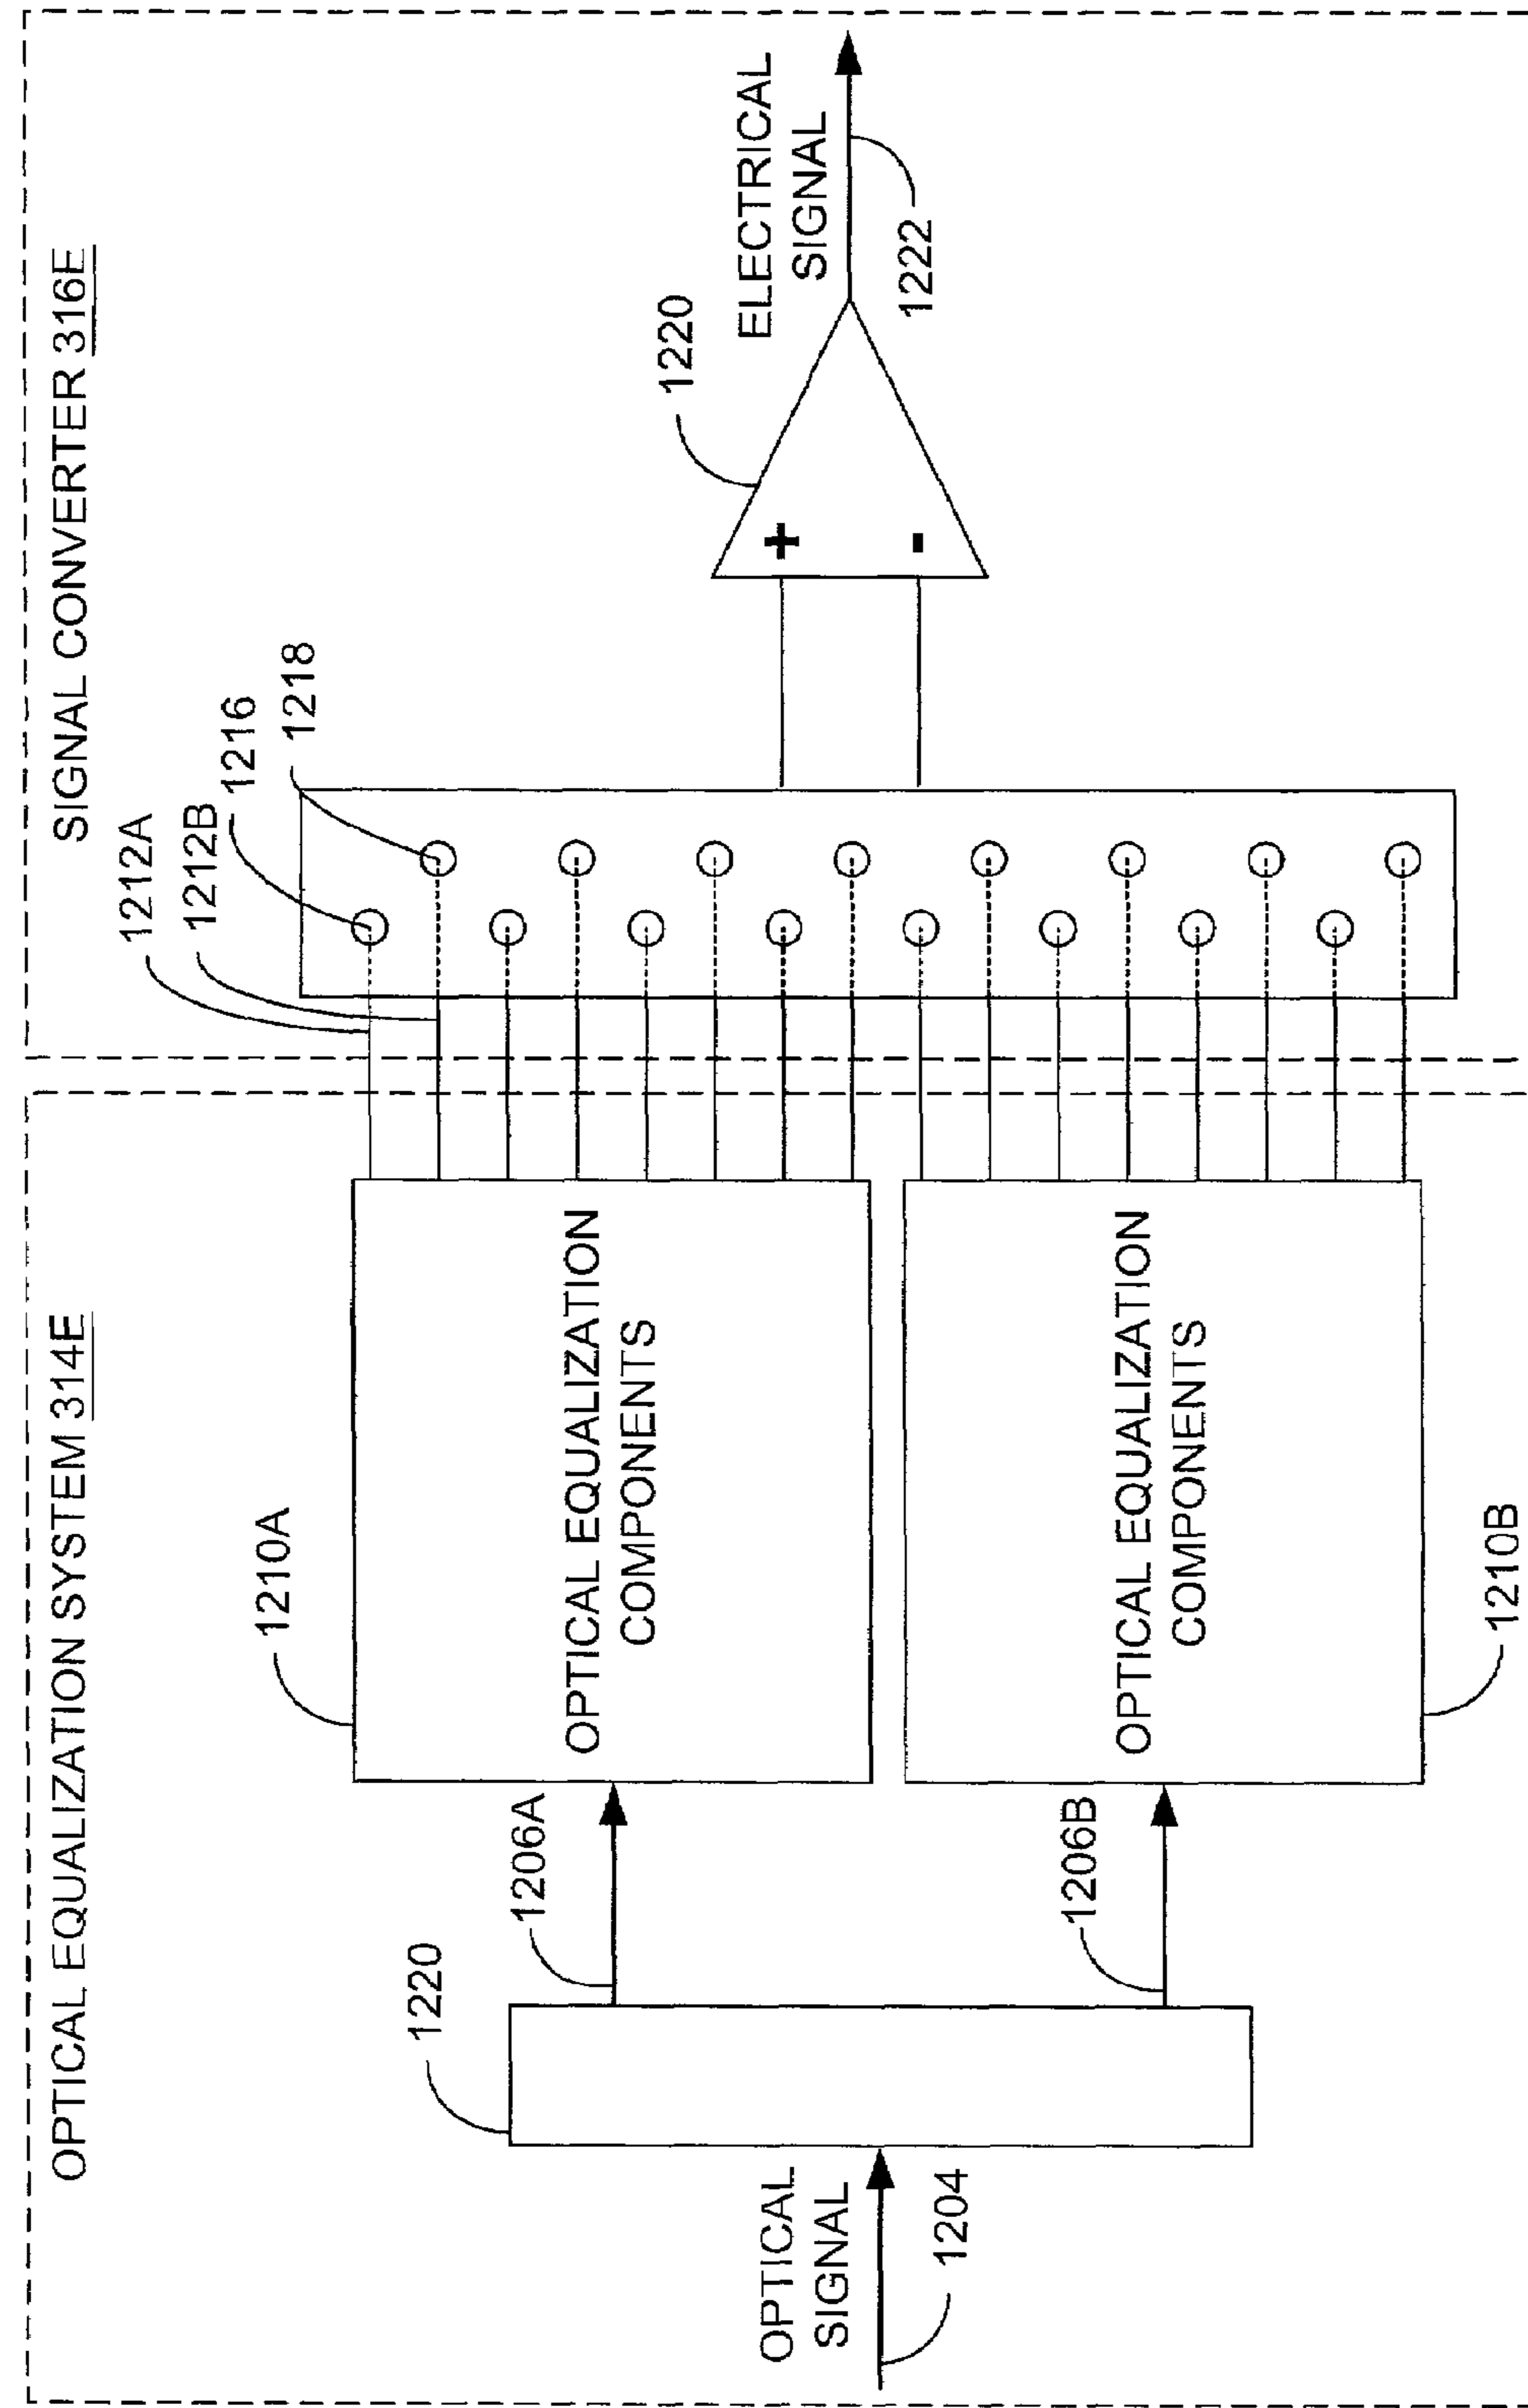 OPTICAL EQUALIZATION SYSTEM 314E
SIGNAL CONVERTER 316E
OPTICAL
SIGNAL
1204
1220
1206A
1206B
1210A
OPTICAL EQUALIZATION
COMPONENTS
OPTICAL EQUALIZATION
COMPONENTS
1210B
1212A
1212B
1216
1218
1220
+
-
ELECTRICAL
SIGNAL
1222